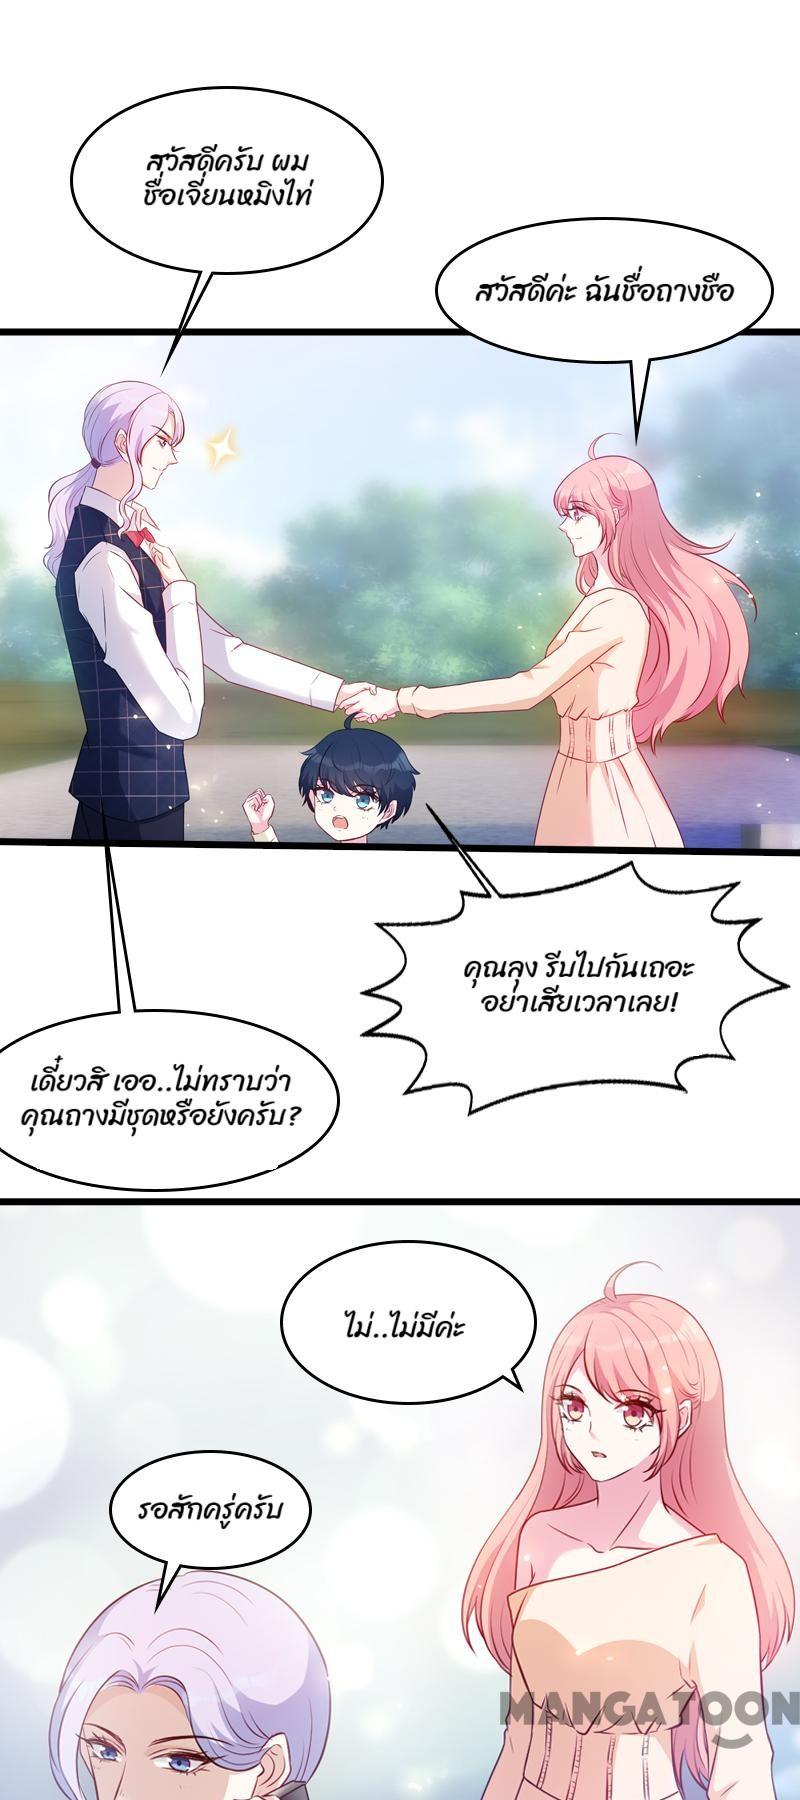 สวัสดีครับ ผม
ชื่อเจี่ยนหมิงไท่
สวัสดีค่ะ ฉันชื่อถางซือ
คุณลุง รีบไปกันเถอะ
อย่าเสียเวลาเลย!
เดี๋ยวสิ เออ..ไม่ทราบว่า
คุณถางมีชุดหรือยังครับ?
ไม่..ไม่มีค่ะ
รอสักครู่ครับ
MANGATOON